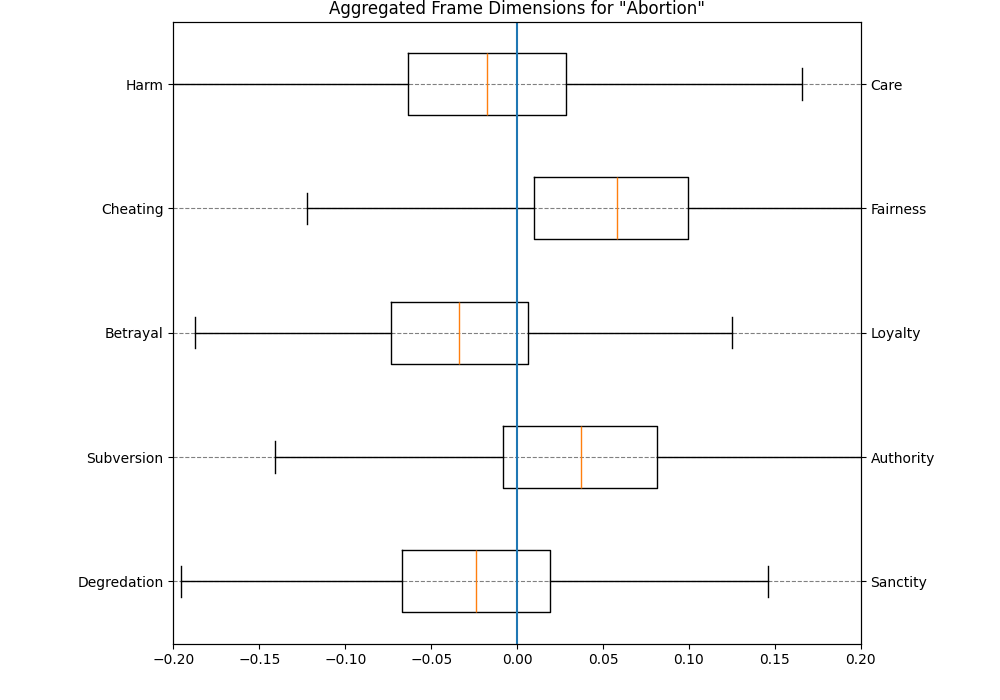 Aggregated Frame Dimensions for "Abortion"
Harm Care
Cheating Fairness
Betrayal Loyalty
Subversion Authority
Degredation Sanctity
−0.20 −0.15 −0.10 −0.05 0.00 0.05 0.10 0.15 0.20